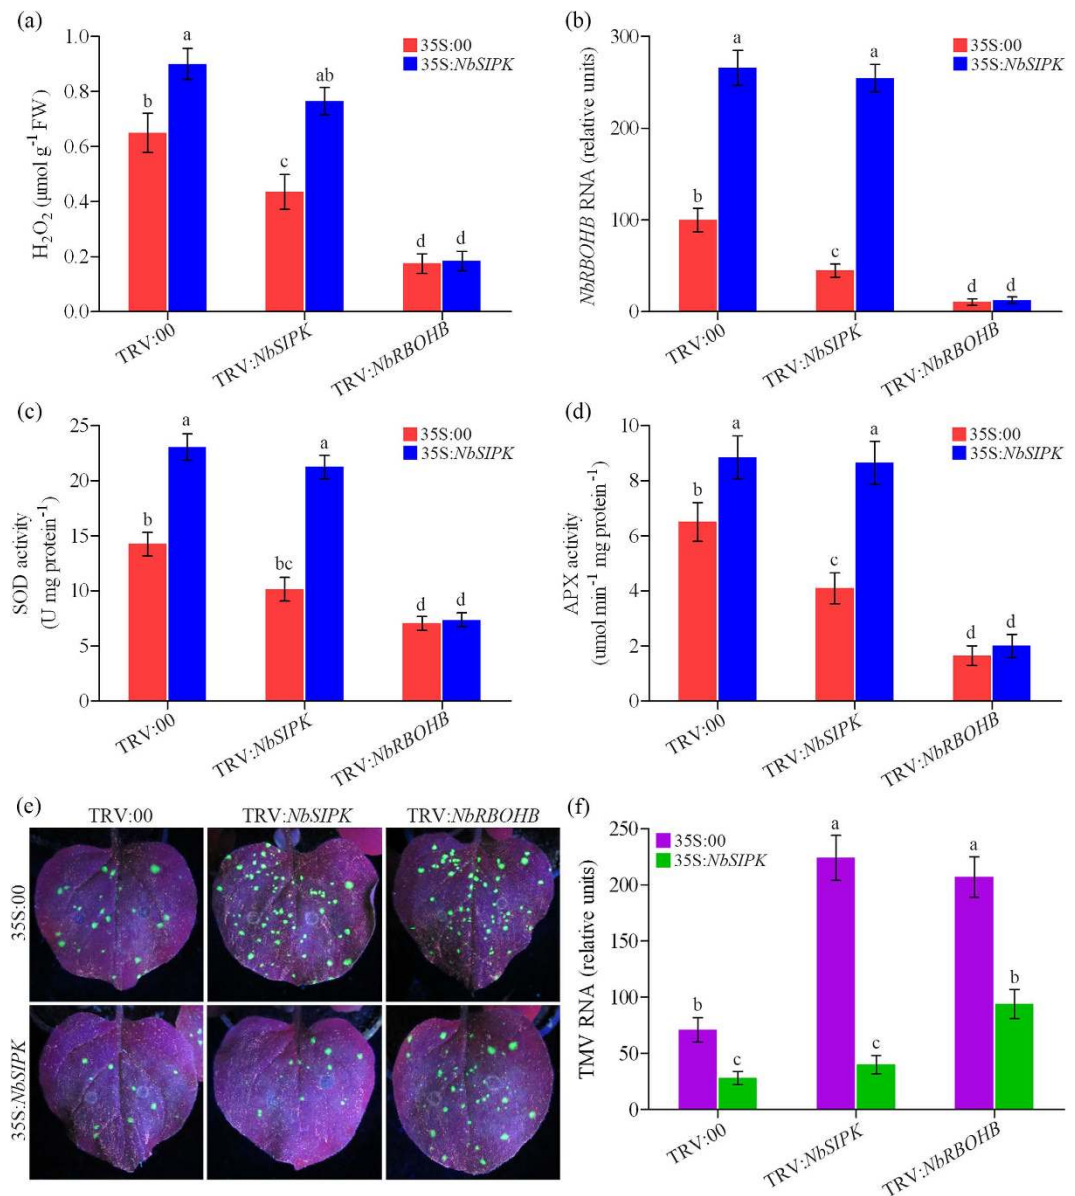 (a)
1.0
0.8
0.6
0.4
0.2
0.0
H₂O₂ (µmol g⁻¹ FW)
35S:00
35S:NbSIPK
b
a
c
ab
d
d
TRV:00
TRV:NbSIPK
TRV:NbRBOHB
(b)
300
200
100
0
NbRBOHB RNA (relative units)
35S:00
35S:NbSIPK
b
a
c
a
d
d
TRV:00
TRV:NbSIPK
TRV:NbRBOHB
(c)
25
20
15
10
5
0
SOD activity
(U mg protein⁻¹)
35S:00
35S:NbSIPK
b
a
bc
a
d
d
TRV:00
TRV:NbSIPK
TRV:NbRBOHB
(d)
10
8
6
4
2
0
APX activity
(umol min⁻¹ mg protein⁻¹)
35S:00
35S:NbSIPK
b
a
c
a
d
d
TRV:00
TRV:NbSIPK
TRV:NbRBOHB
(e)
TRV:00
TRV:NbSIPK
TRV:NbRBOHB
35S:00
35S:NbSIPK
(f)
250
200
150
100
50
0
TMV RNA (relative units)
35S:00
35S:NbSIPK
b
c
a
c
a
b
TRV:00
TRV:NbSIPK
TRV:NbRBOHB